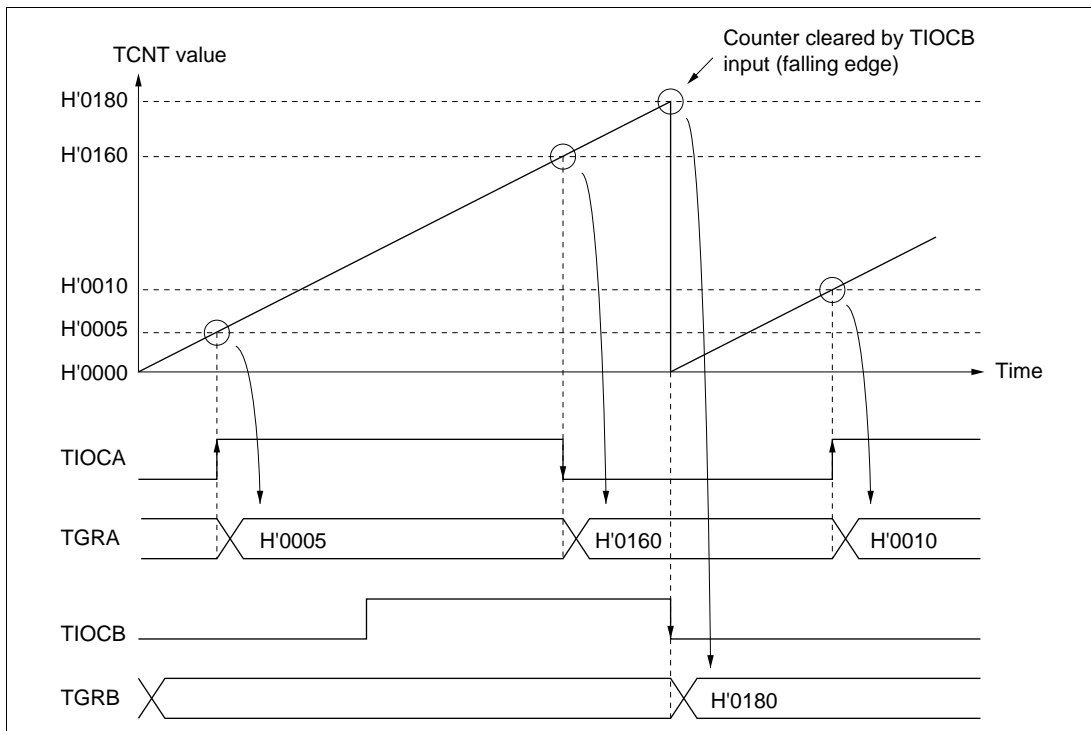 Counter cleared by TIOCB
input (falling edge)
TCNT value
H'0180
H'0160
H'0010
H'0005
H'0000
Time
TIOCA
TGRA
H'0005
H'0160
H'0010
TIOCB
TGRB
H'0180